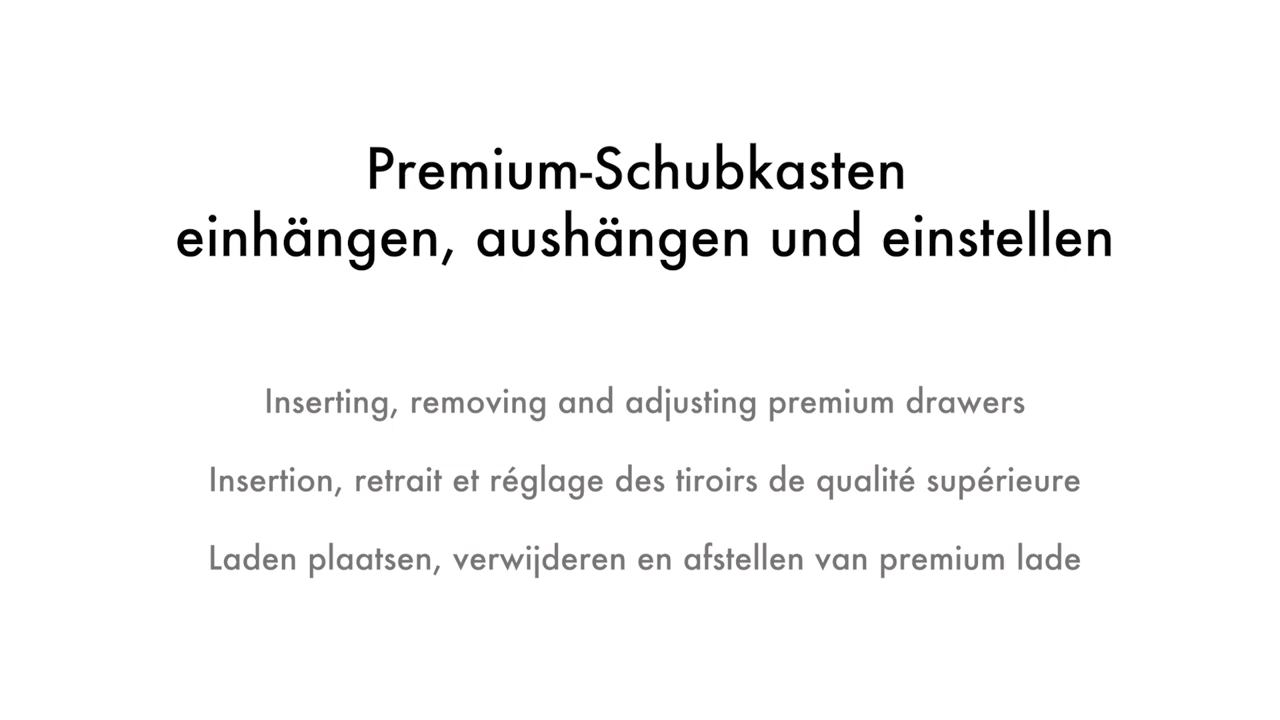 Premium-Schubkasten
einhängen, aushängen und einstellen
Inserting, removing and adjusting premium drawers
Insertion, retrait et réglage des tiroirs de qualité supérieure
Laden plaatsen, verwijderen en afstellen van premium lade